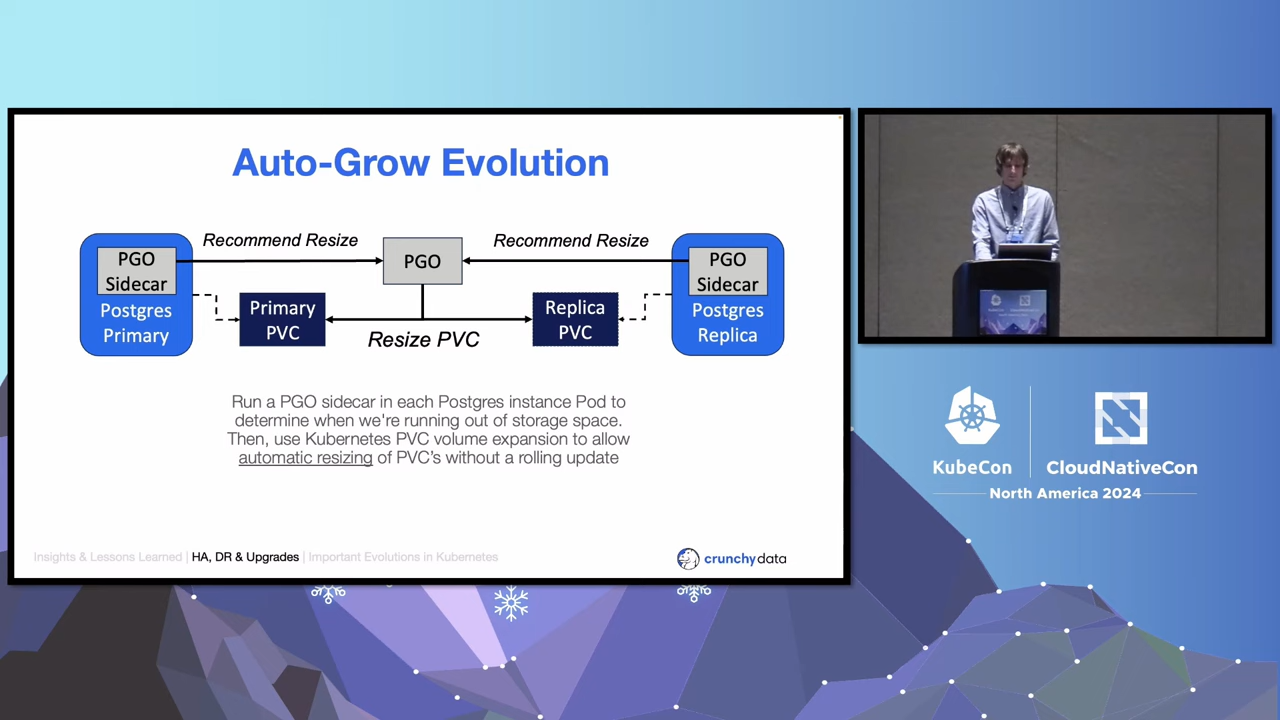 Auto-Grow Evolution
Recommend Resize
Recommend Resize
PGO
Sidecar
Postgres
Primary
PGO
PGO
Sidecar
Postgres
Replica
Primary
PVC
Replica
PVC
Resize PVC
Run a PGO sidecar in each Postgres instance Pod to
determine when we're running out of storage space.
Then, use Kubernetes PVC volume expansion to allow
automatic resizing of PVC's without a rolling update
Insights & Lessons Learned | HA, DR & Upgrades | Important Evolutions in Kubernetes
crunchydata
KubeCon
CloudNativeCon
North America 2024